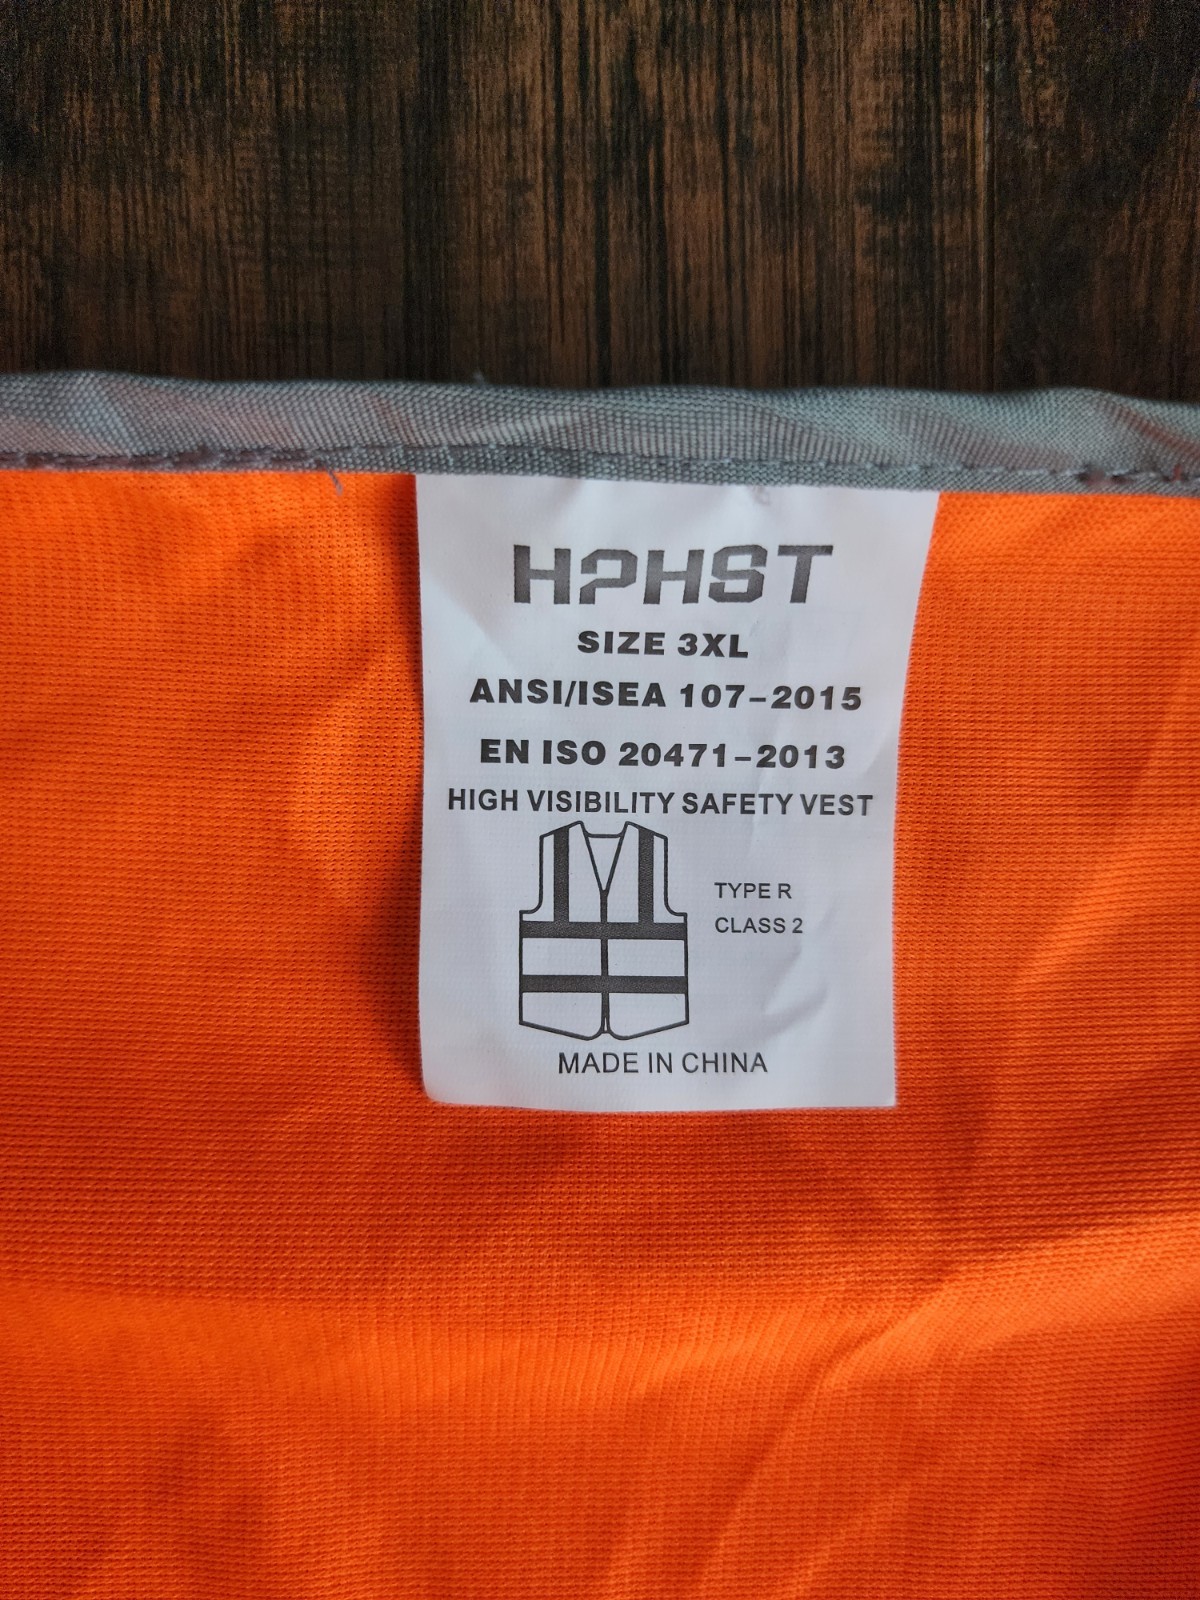 HPHST
SIZE 3XL
ANSI/ISEA 107-2015
EN ISO 20471-2013
HIGH VISIBILITY SAFETY VEST
TYPE R
CLASS 2
MADE IN CHINA